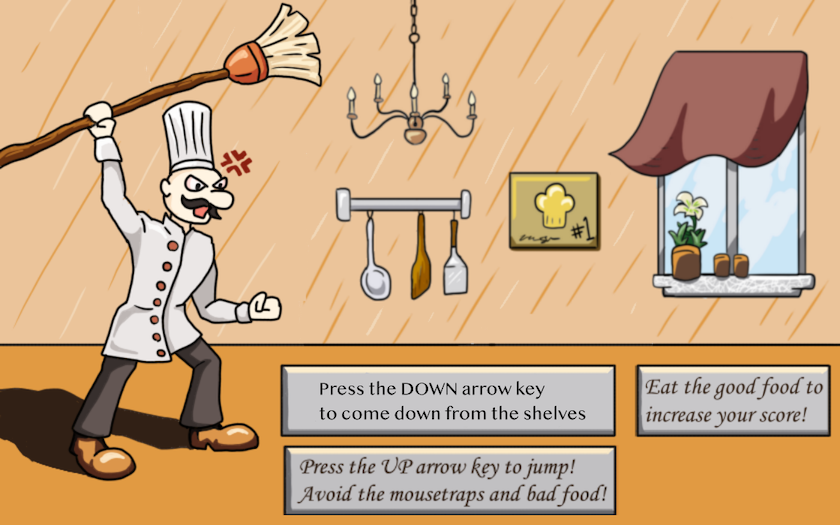 #1
Press the DOWN arrow key
to come down from the shelves
Eat the good food to
increase your score!
Press the UP arrow key to jump!
Avoid the mousetraps and bad food!